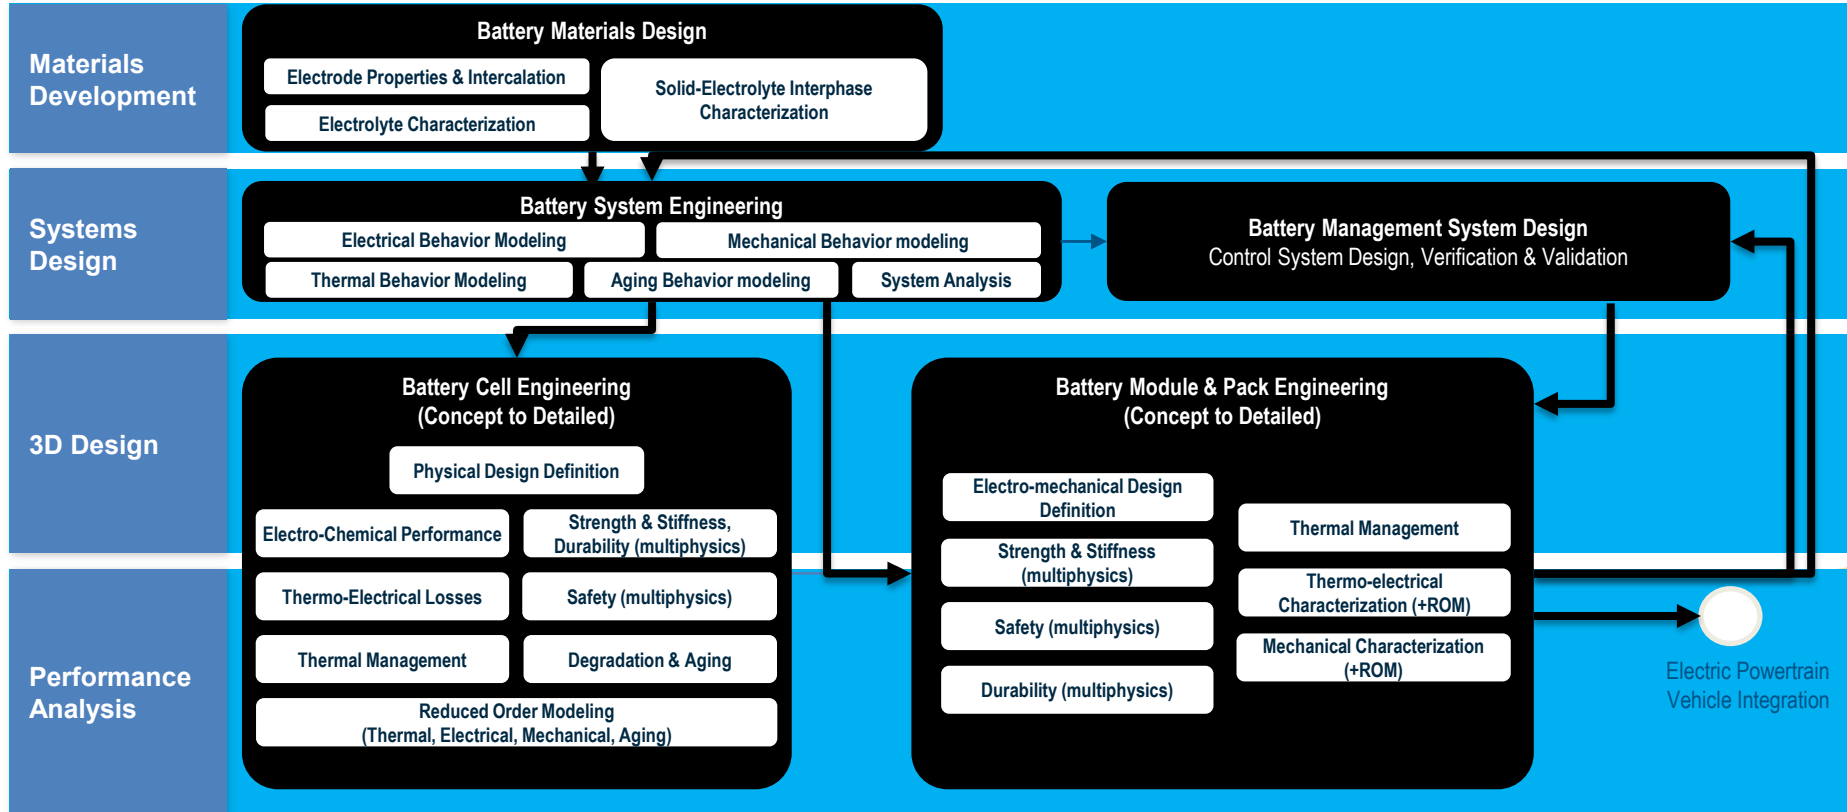 Materials
Development
Battery Materials Design
Electrode Properties & Intercalation
Electrolyte Characterization
Solid-Electrolyte Interphase
Characterization
Systems
Design
Battery System Engineering
Electrical Behavior Modeling
Mechanical Behavior modeling
Thermal Behavior Modeling
Aging Behavior modeling
System Analysis
Battery Management System Design
Control System Design, Verification & Validation
3D Design
Battery Cell Engineering
(Concept to Detailed)
Physical Design Definition
Electro-Chemical Performance
Strength & Stiffness,
Durability (multiphysics)
Thermo-Electrical Losses
Safety (multiphysics)
Thermal Management
Degradation & Aging
Reduced Order Modeling
(Thermal, Electrical, Mechanical, Aging)
Battery Module & Pack Engineering
(Concept to Detailed)
Electro-mechanical Design
Definition
Strength & Stiffness
(multiphysics)
Safety (multiphysics)
Durability (multiphysics)
Thermal Management
Thermo-electrical
Characterization (+ROM)
Mechanical Characterization
(+ROM)
Performance
Analysis
Electric Powertrain
Vehicle Integration